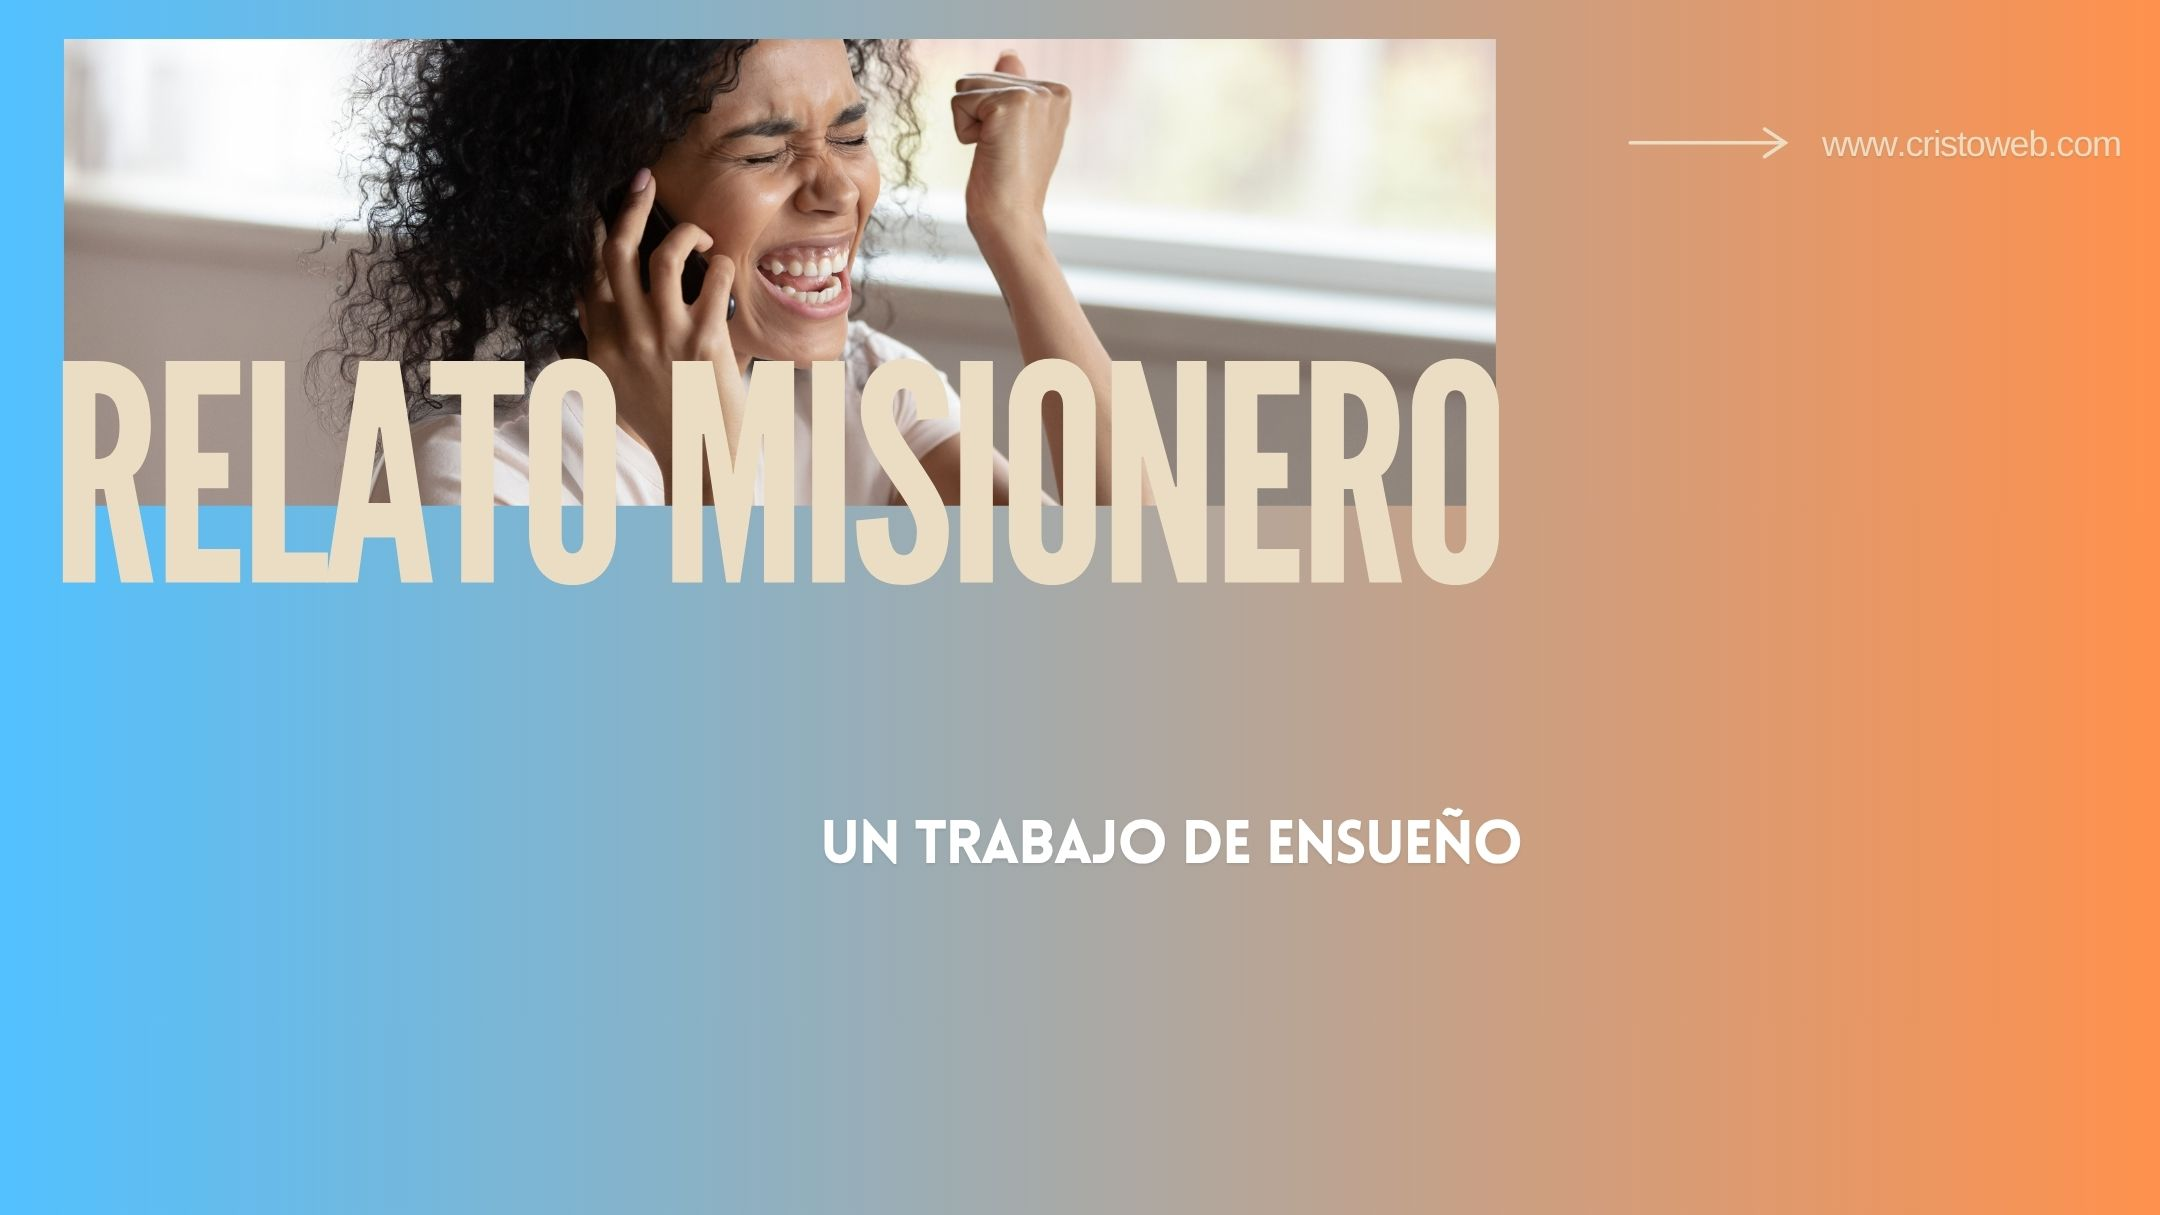 www.cristoweb.com
RELATO MISIONERO
UN TRABAJO DE ENSUEÑO